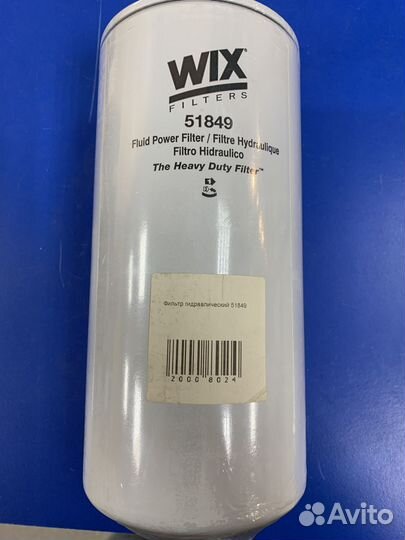 WIX
FILTERS
51849
Fluid Power Filter / Filtre Hydraulique
Filtro Hidraulico
The Heavy Duty Filter™
Фильтр гидравлический 51849
2000 8024
Avito